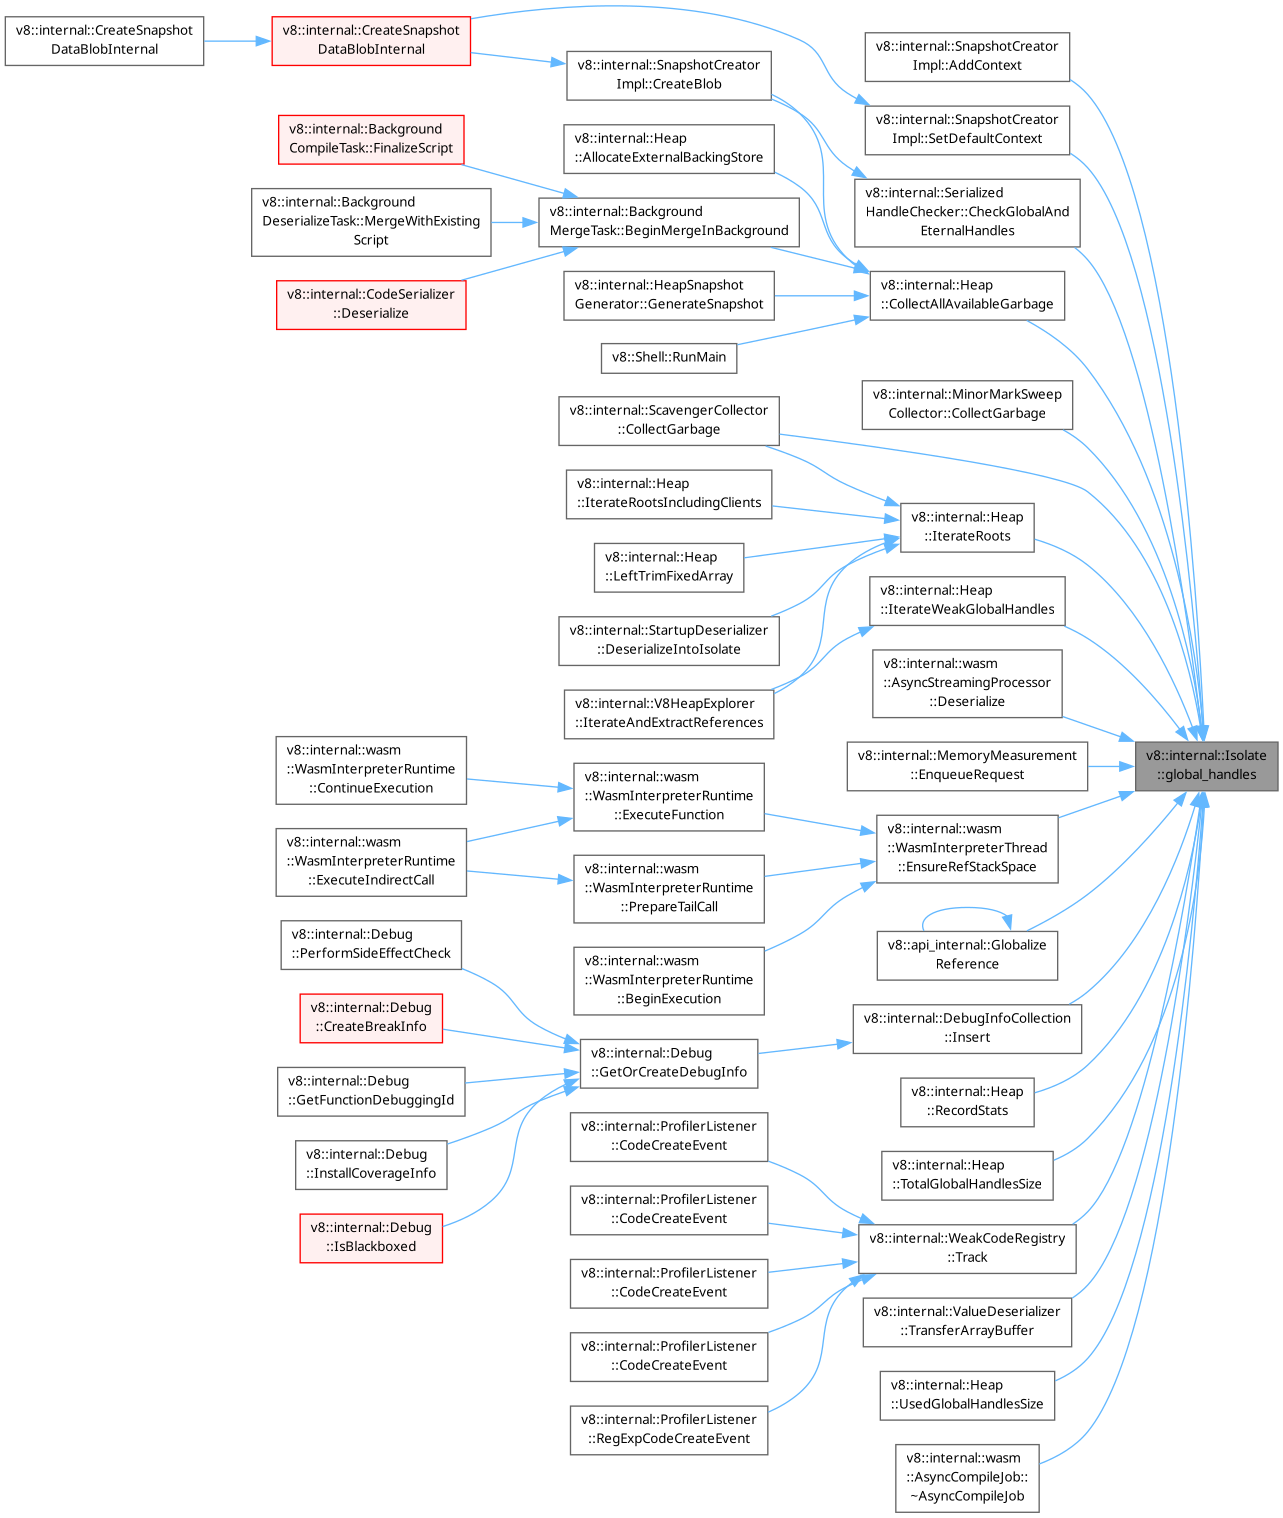 v8::internal::CreateSnapshot
DataBlobInternal
v8::internal::CreateSnapshot
DataBlobInternal
v8::internal::Background
CompileTask::FinalizeScript
v8::internal::Background
DeserializeTask::MergeWithExisting
Script
v8::internal::CodeSerializer
::Deserialize
v8::internal::wasm
::WasmInterpreterRuntime
::ContinueExecution
v8::internal::wasm
::WasmInterpreterRuntime
::ExecuteIndirectCall
v8::internal::Debug
::PerformSideEffectCheck
v8::internal::Debug
::CreateBreakInfo
v8::internal::Debug
::GetFunctionDebuggingId
v8::internal::Debug
::InstallCoverageInfo
v8::internal::Debug
::IsBlackboxed
v8::internal::SnapshotCreator
Impl::CreateBlob
v8::internal::Heap
::AllocateExternalBackingStore
v8::internal::Background
MergeTask::BeginMergeInBackground
v8::internal::HeapSnapshot
Generator::GenerateSnapshot
v8::Shell::RunMain
v8::internal::ScavengerCollector
::CollectGarbage
v8::internal::Heap
::IterateRootsIncludingClients
v8::internal::Heap
::LeftTrimFixedArray
v8::internal::StartupDeserializer
::DeserializeIntoIsolate
v8::internal::V8HeapExplorer
::IterateAndExtractReferences
v8::internal::wasm
::WasmInterpreterRuntime
::ExecuteFunction
v8::internal::wasm
::WasmInterpreterRuntime
::PrepareTailCall
v8::internal::wasm
::WasmInterpreterRuntime
::BeginExecution
v8::internal::Debug
::GetOrCreateDebugInfo
v8::internal::ProfilerListener
::CodeCreateEvent
v8::internal::ProfilerListener
::CodeCreateEvent
v8::internal::ProfilerListener
::CodeCreateEvent
v8::internal::ProfilerListener
::CodeCreateEvent
v8::internal::ProfilerListener
::RegExpCodeCreateEvent
v8::internal::SnapshotCreator
Impl::AddContext
v8::internal::SnapshotCreator
Impl::SetDefaultContext
v8::internal::Serialized
HandleChecker::CheckGlobalAnd
EternalHandles
v8::internal::Heap
::CollectAllAvailableGarbage
v8::internal::MinorMarkSweep
Collector::CollectGarbage
v8::internal::Heap
::IterateRoots
v8::internal::Heap
::IterateWeakGlobalHandles
v8::internal::wasm
::AsyncStreamingProcessor
::Deserialize
v8::internal::MemoryMeasurement
::EnqueueRequest
v8::internal::wasm
::WasmInterpreterThread
::EnsureRefStackSpace
v8::api_internal::Globalize
Reference
v8::internal::DebugInfoCollection
::Insert
v8::internal::Heap
::RecordStats
v8::internal::Heap
::TotalGlobalHandlesSize
v8::internal::WeakCodeRegistry
::Track
v8::internal::ValueDeserializer
::TransferArrayBuffer
v8::internal::Heap
::UsedGlobalHandlesSize
v8::internal::wasm
::AsyncCompileJob::
~AsyncCompileJob
v8::internal::Isolate
::global_handles